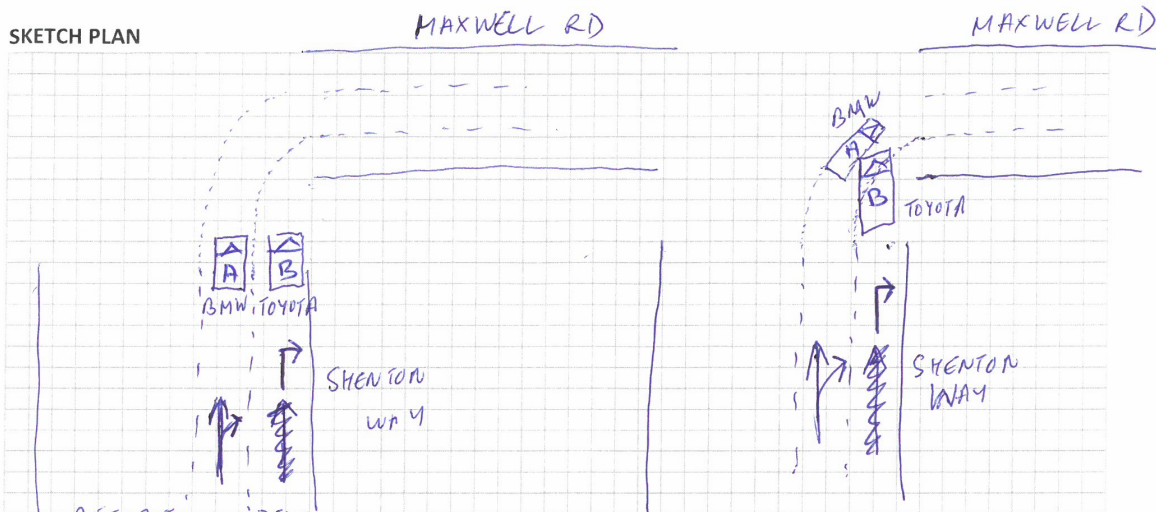 SKETCH PLAN
MAXWELL RD
MAXWELL RD
BMW
A
B
TOYOTA
A
B
BMW
TOYOTA
SHENTON
WAY
SHENTON
WAY